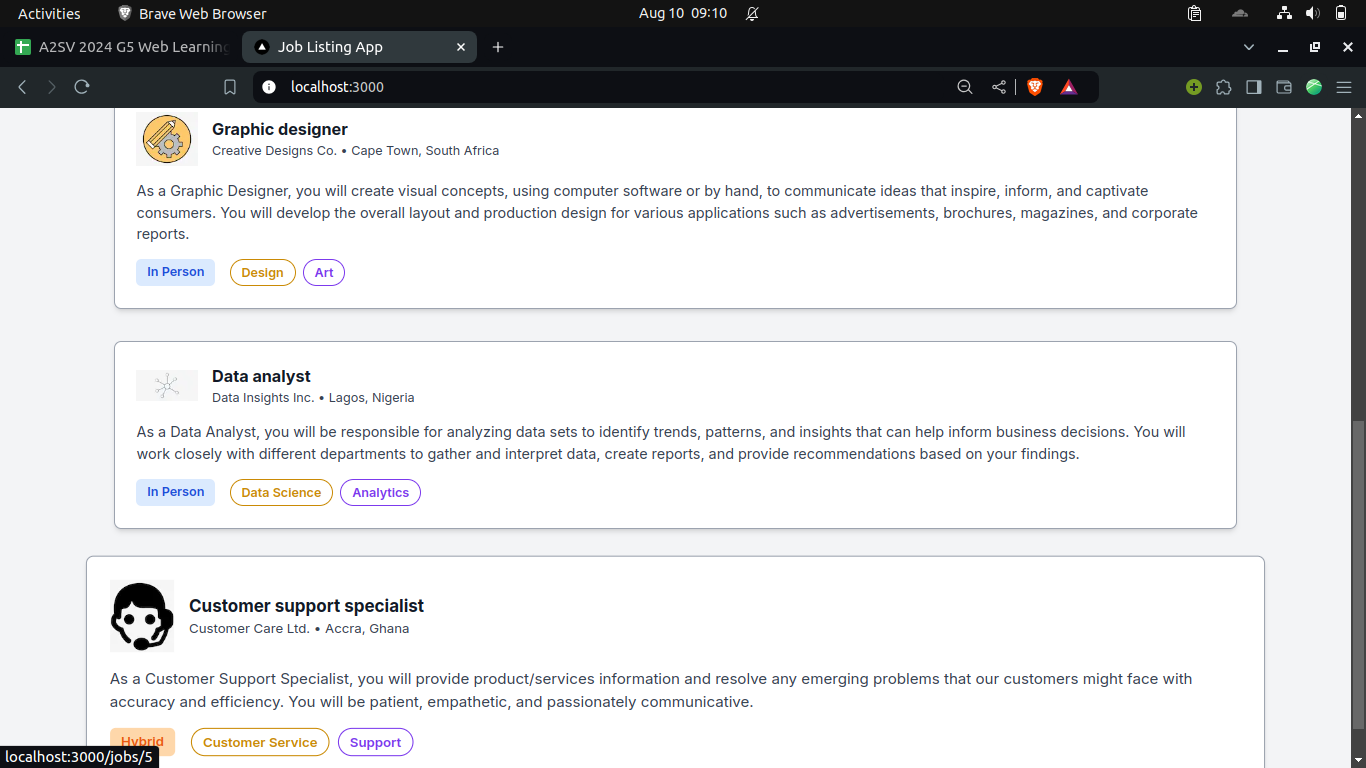 Activities
Brave Web Browser
Aug 10 09:10
A2SV 2024 G5 Web Learning
Job Listing App
localhost:3000
Graphic designer
Creative Designs Co. • Cape Town, South Africa
As a Graphic Designer, you will create visual concepts, using computer software or by hand, to communicate ideas that inspire, inform, and captivate
consumers. You will develop the overall layout and production design for various applications such as advertisements, brochures, magazines, and corporate
reports.
In Person Design Art
Data analyst
Data Insights Inc. • Lagos, Nigeria
As a Data Analyst, you will be responsible for analyzing data sets to identify trends, patterns, and insights that can help inform business decisions. You will
work closely with different departments to gather and interpret data, create reports, and provide recommendations based on your findings.
In Person Data Science Analytics
Customer support specialist
Customer Care Ltd. • Accra, Ghana
As a Customer Support Specialist, you will provide product/services information and resolve any emerging problems that our customers might face with
accuracy and efficiency. You will be patient, empathetic, and passionately communicative.
Hybrid Customer Service Support
localhost:3000/jobs/5